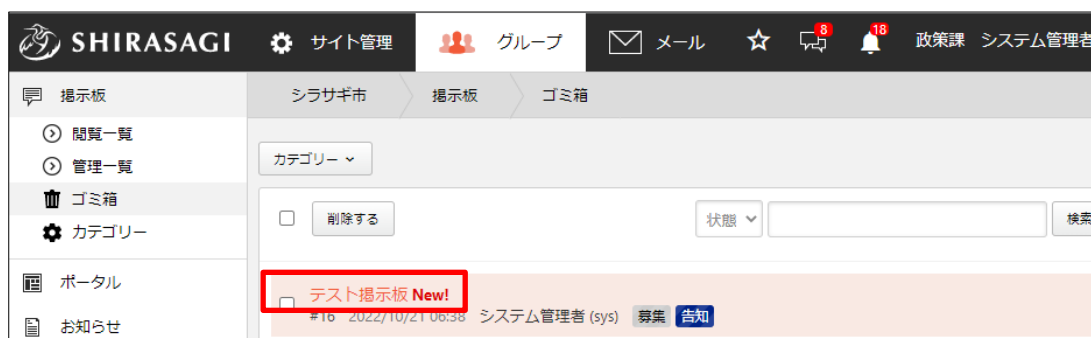 SHIRASAGI サイト管理 グループ メール 8 18 政策課 システム管理者
掲示板
シラサギ市 掲示板 ゴミ箱
閲覧一覧
管理一覧
カテゴリー
ゴミ箱
削除する 状態 検索
カテゴリー
ポータル
テスト掲示板 New!
#16 2022/10/21 06:38 システム管理者 (sys) 募集 告知
お知らせ